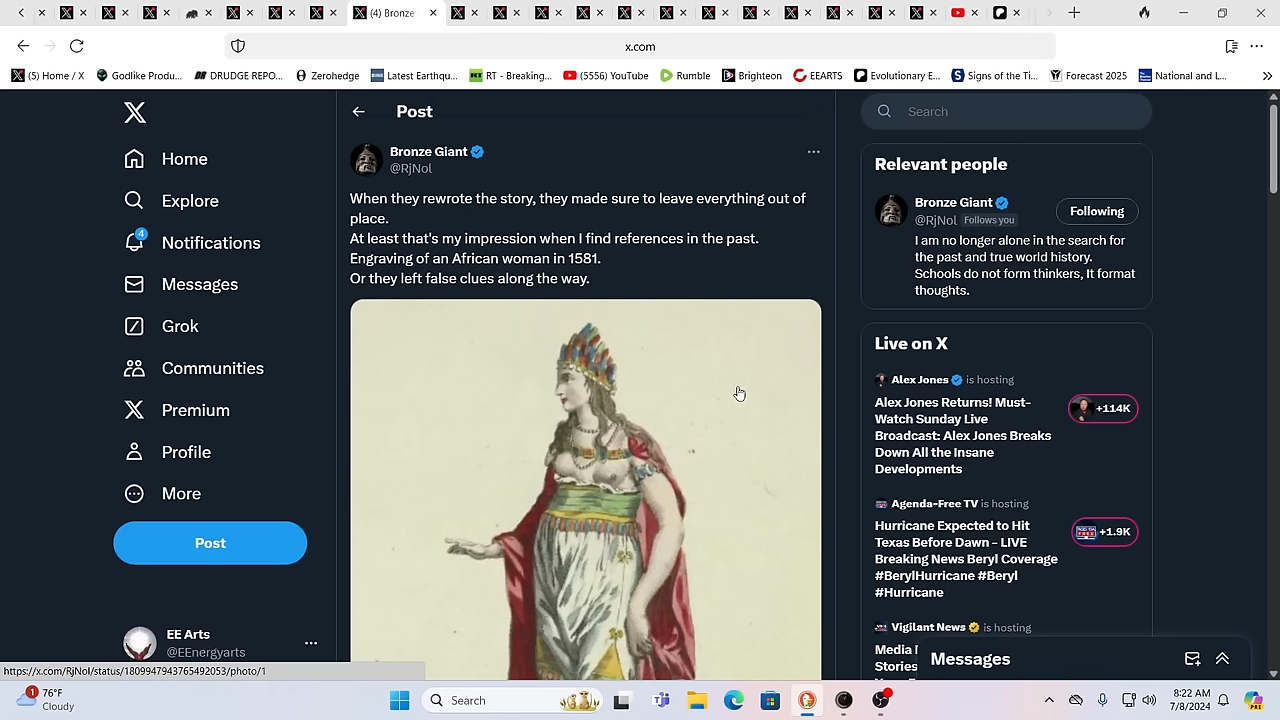 (4) Bronze
x.com
(5) Home / X
Godlike Produ...
DRUDGE REPO...
Zerohedge
Latest Earthqu...
RT - Breaking...
(5556) YouTube
Rumble
Brighteon
EEARTS
Evolutionary E...
Signs of the Ti...
Forecast 2025
National and L...
Home
Explore
4
Notifications
Messages
Grok
Communities
Premium
Profile
More
Post
EE Arts
@EEnergyarts
https://x.com/RjNol/status/1809947943765492053/photo/1
Post
Bronze Giant
@RjNol
When they rewrote the story, they made sure to leave everything out of
place.
At least that's my impression when I find references in the past.
Engraving of an African woman in 1581.
Or they left false clues along the way.
Search
Relevant people
Bronze Giant
@RjNol Follows you
Following
I am no longer alone in the search for
the past and true world history.
Schools do not form thinkers, It format
thoughts.
Live on X
Alex Jones is hosting
Alex Jones Returns! Must-
Watch Sunday Live
Broadcast: Alex Jones Breaks
Down All the Insane
Developments
+114K
Agenda-Free TV is hosting
Hurricane Expected to Hit
Texas Before Dawn - LIVE
Breaking News Beryl Coverage
#BerylHurricane #Beryl
#Hurricane
+1.9K
Vigilant News is hosting
Media
Stories
Messages
1
76°F
Cloudy
Search
8:22 AM
7/8/2024
PRE